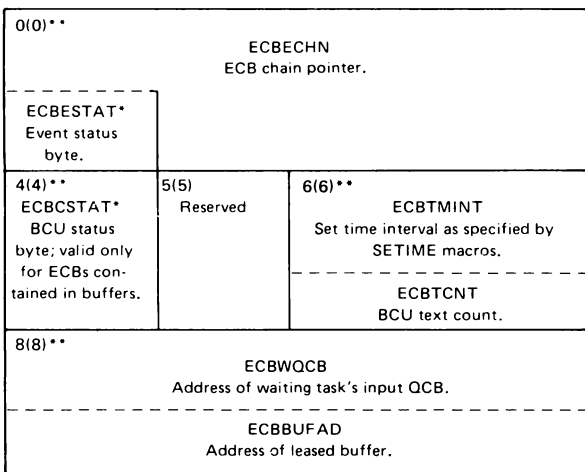 0(0)**
ECBECHN
ECB chain pointer.
ECBESTAT*
Event status
byte.
4(4)**
ECBCSTAT*
BCU status
byte; valid only
for ECBs con-
tained in buffers.
5(5)
Reserved
6(6)**
ECBTMINT
Set time interval as specified by
SETIME macros.
ECBTCNT
BCU text count.
8(8)**
ECBWQCB
Address of waiting task's input QCB.
ECBBUFAD
Address of leased buffer.